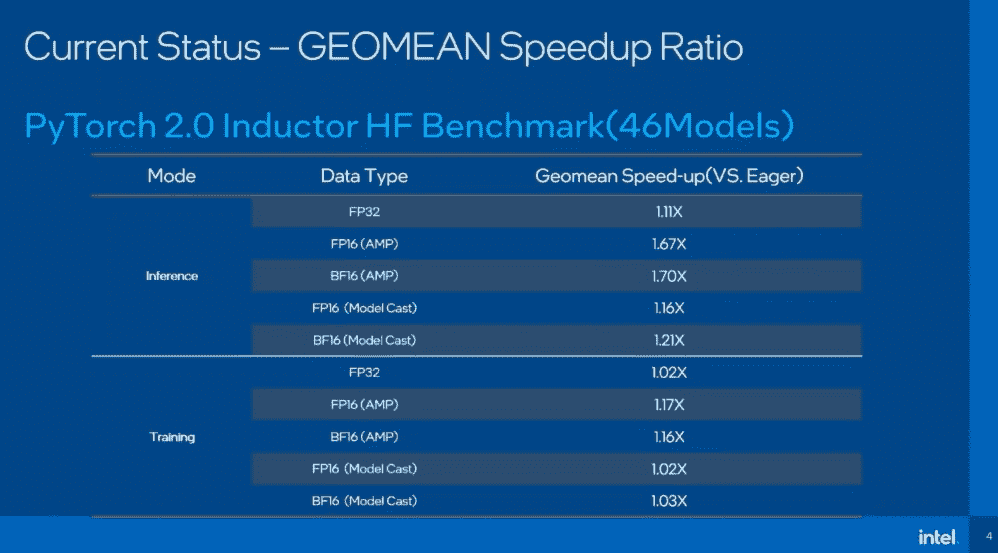 Current Status – GEOMEAN Speedup Ratio
PyTorch 2.0 Inductor HF Benchmark(46Models)
Mode Data Type Geomean Speed-up(VS. Eager)
FP32 1.11X
FP16 (AMP) 1.67X
Inference BF16 (AMP) 1.70X
FP16 (Model Cast) 1.16X
BF16 (Model Cast) 1.21X
FP32 1.02X
FP16 (AMP) 1.17X
Training BF16 (AMP) 1.16X
FP16 (Model Cast) 1.02X
BF16 (Model Cast) 1.03X
intel. 4